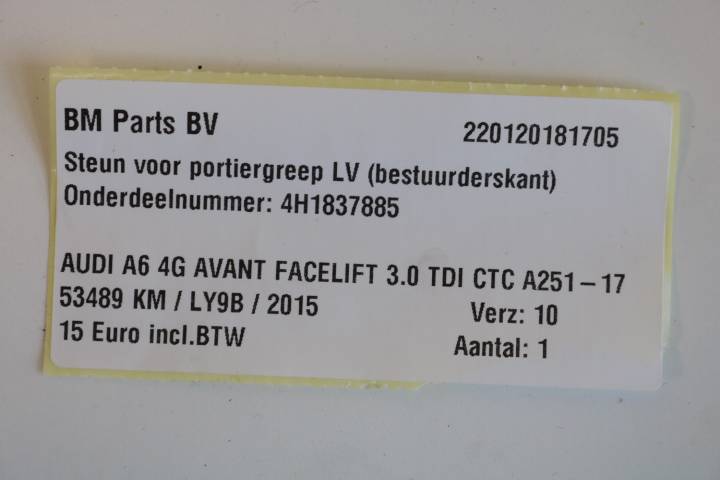 BM Parts BV 220120181705
Steun voor portiergreep LV (bestuurderskant)
Onderdeelnummer: 4H1837885
AUDI A6 4G AVANT FACELIFT 3.0 TDI CTC A251-17
53489 KM / LY9B / 2015 Verz: 10
15 Euro incl.BTW Aantal: 1